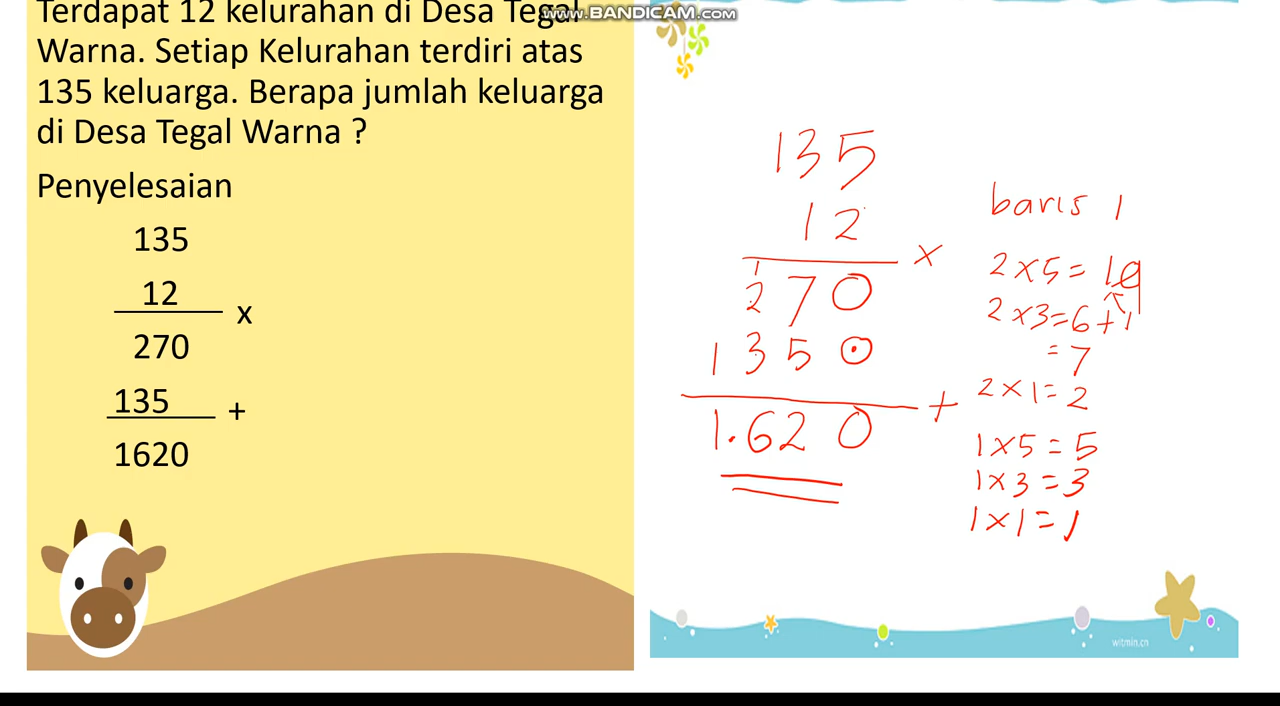 www.BANDICAM.com
Terdapat 12 kelurahan di Desa Tegal
Warna. Setiap Kelurahan terdiri atas
135 keluarga. Berapa jumlah keluarga
di Desa Tegal Warna ?
Penyelesaian
135
12
x
270
135
+
1620
135
12
x
1
270
1350
+
1.620
baris 1
2x5=10
2x3=6+1
=7
2x1=2
1x5=5
1x3=3
1x1=1
witmin.cn